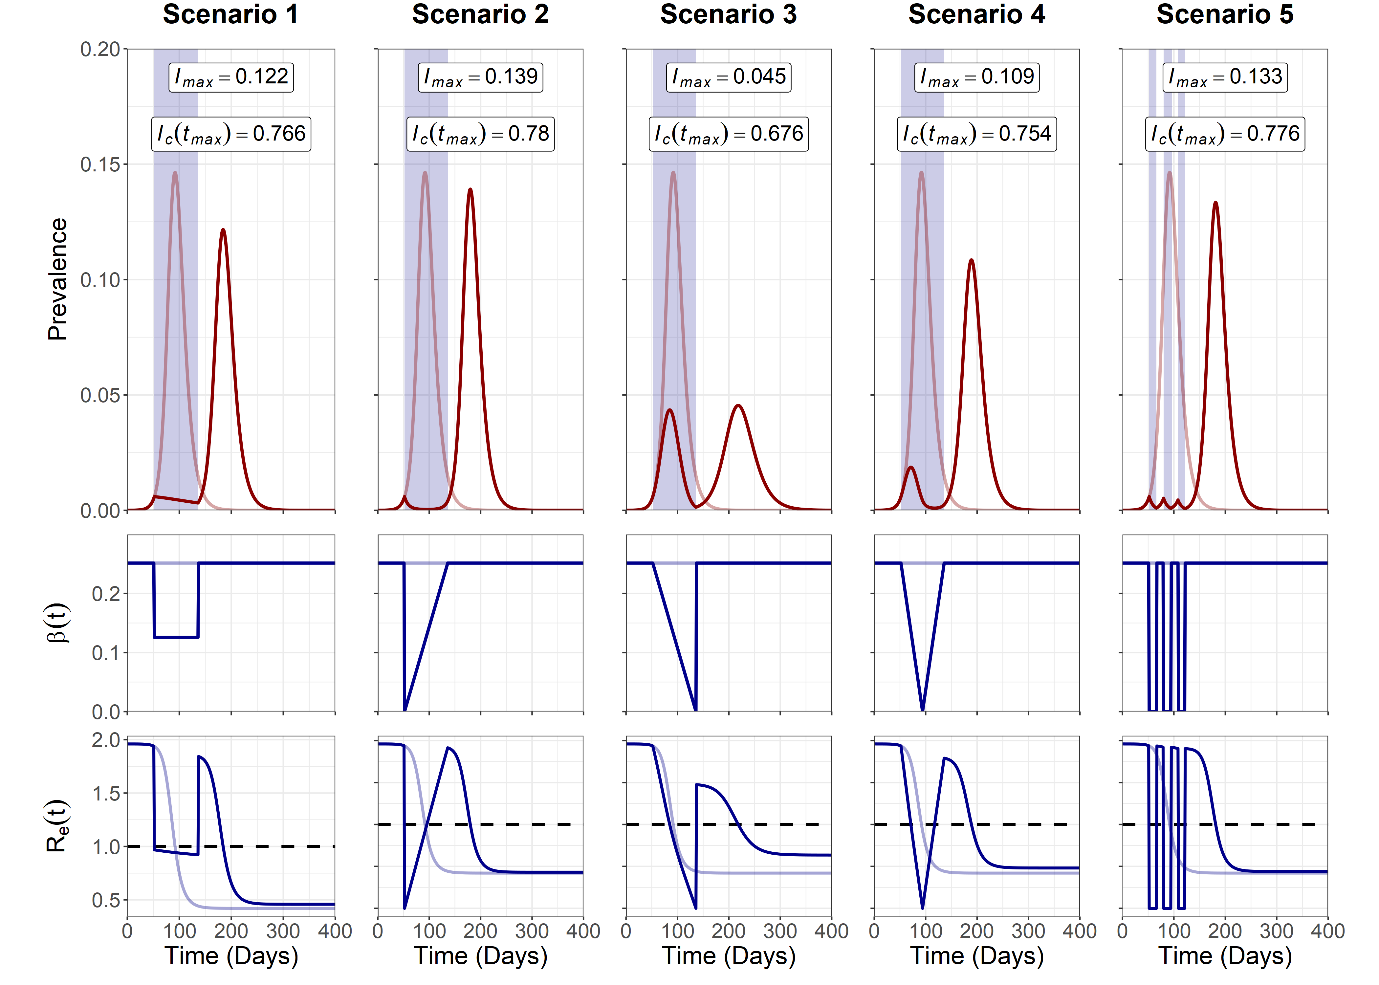 Scenario 1 Scenario 2 Scenario 3 Scenario 4 Scenario 5
0.20
I_max = 0.122 I_max = 0.139 I_max = 0.045 I_max = 0.109 I_max = 0.133
I_c(t_max) = 0.766 I_c(t_max) = 0.78 I_c(t_max) = 0.676 I_c(t_max) = 0.754 I_c(t_max) = 0.776
0.15
Prevalence
0.10
0.05
0.00
0.2
β(t)
0.1
0.0
2.0
1.5
R_e(t)
1.0
0.5
0 100 200 300 400 0 100 200 300 400 0 100 200 300 400 0 100 200 300 400 0 100 200 300 400
Time (Days) Time (Days) Time (Days) Time (Days) Time (Days)